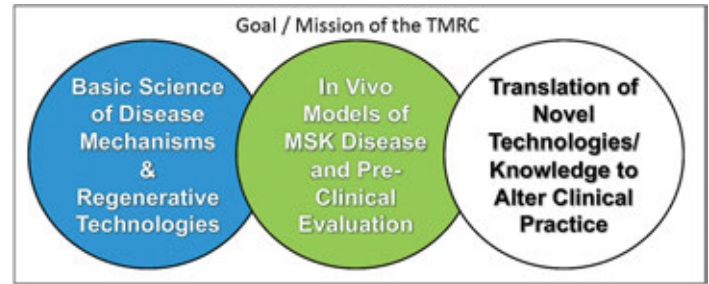 Goal / Mission of the TMRC
Basic Science
of Disease
Mechanisms
&
Regenerative
Technologies
In Vivo
Models of
MSK Disease
and Pre-
Clinical
Evaluation
Translation of
Novel
Technologies/
Knowledge to
Alter Clinical
Practice